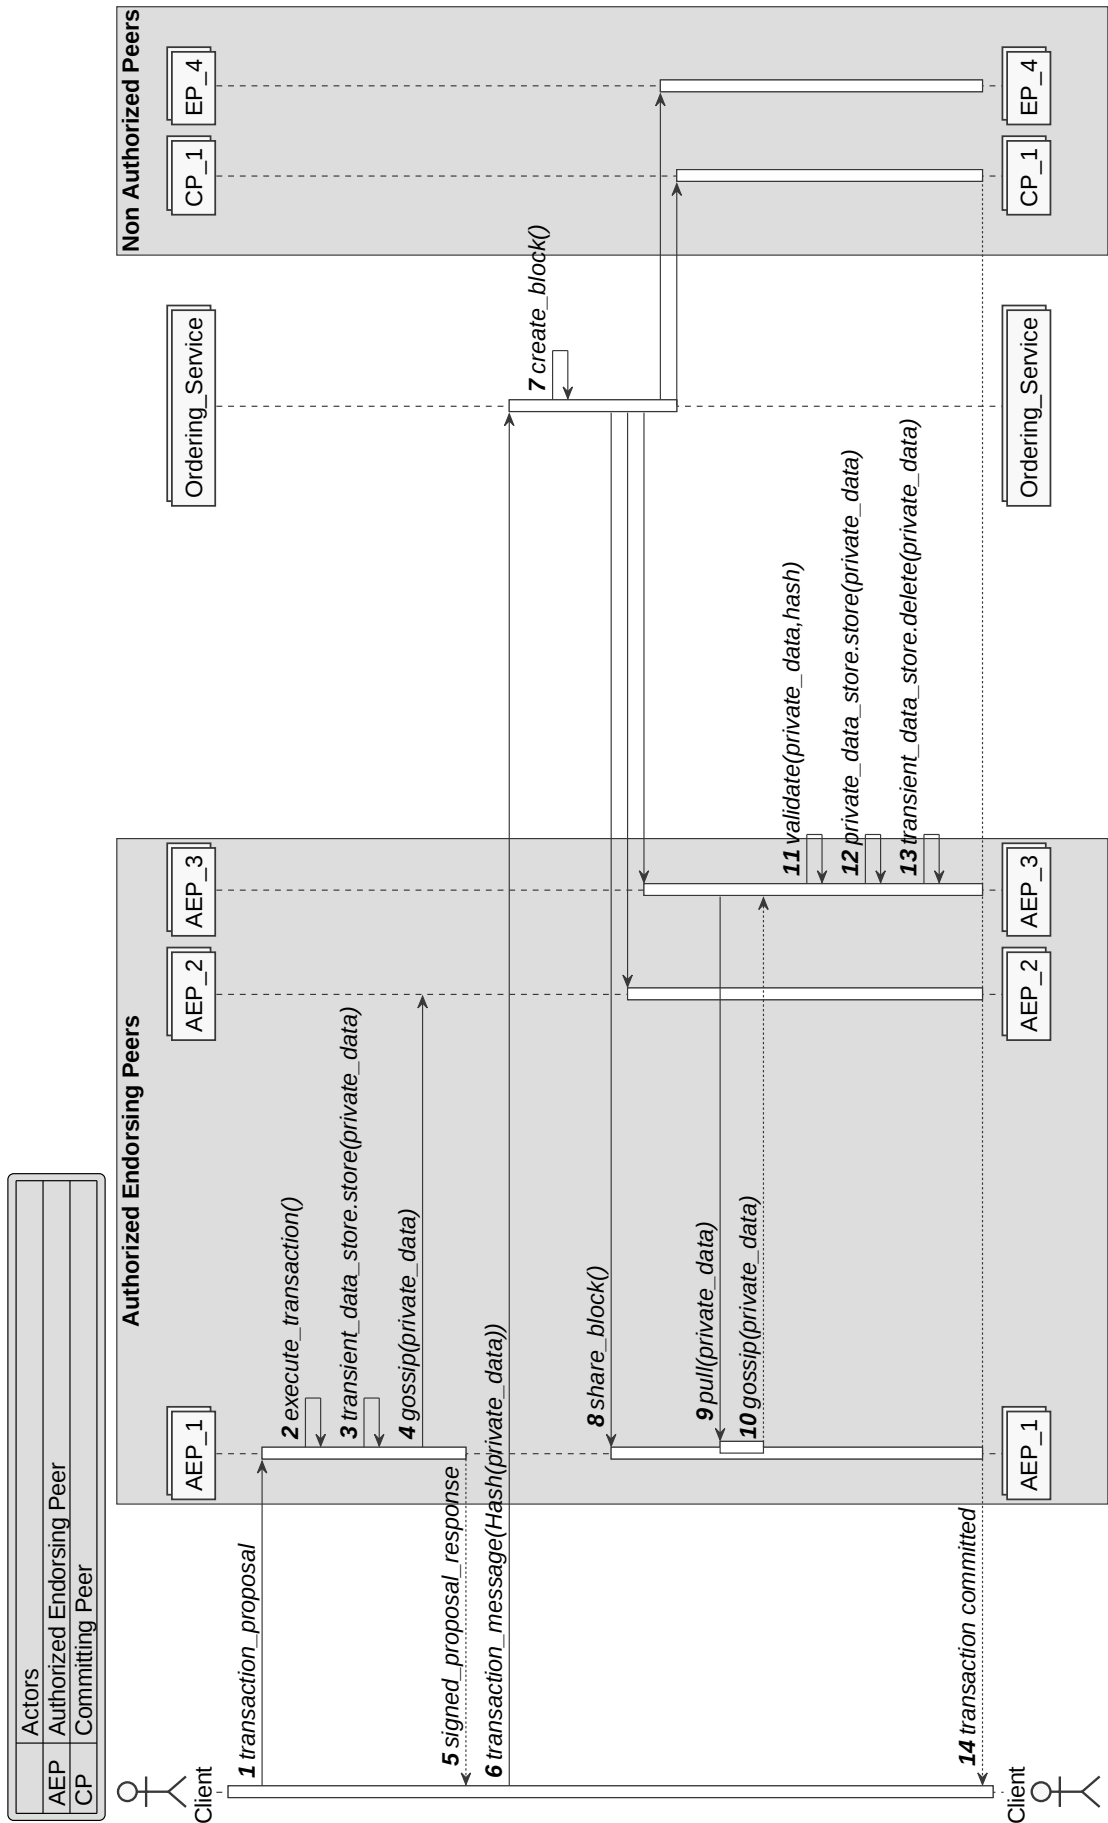 Actors
AEP Authorized Endorsing Peer
CP Committing Peer
Authorized Endorsing Peers
Non Authorized Peers
Client
AEP_1
AEP_2
AEP_3
Ordering_Service
CP_1
EP_4
1 transaction_proposal
2 execute_transaction()
3 transient_data_store.store(private_data)
4 gossip(private_data)
5 signed_proposal_response
6 transaction_message(Hash(private_data))
7 create_block()
8 share_block()
9 pull(private_data)
10 gossip(private_data)
11 validate(private_data,hash)
12 private_data_store.store(private_data)
13 transient_data_store.delete(private_data)
14 transaction committed
Client
AEP_1
AEP_2
AEP_3
Ordering_Service
CP_1
EP_4